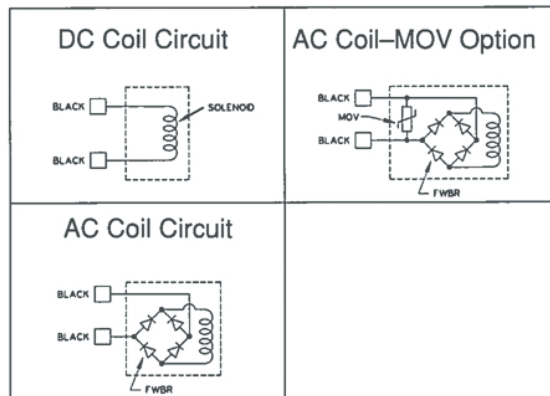 DC Coil Circuit
BLACK
SOLENOID
BLACK
AC Coil–MOV Option
BLACK
MOV
BLACK
FWBR
AC Coil Circuit
BLACK
BLACK
FWBR